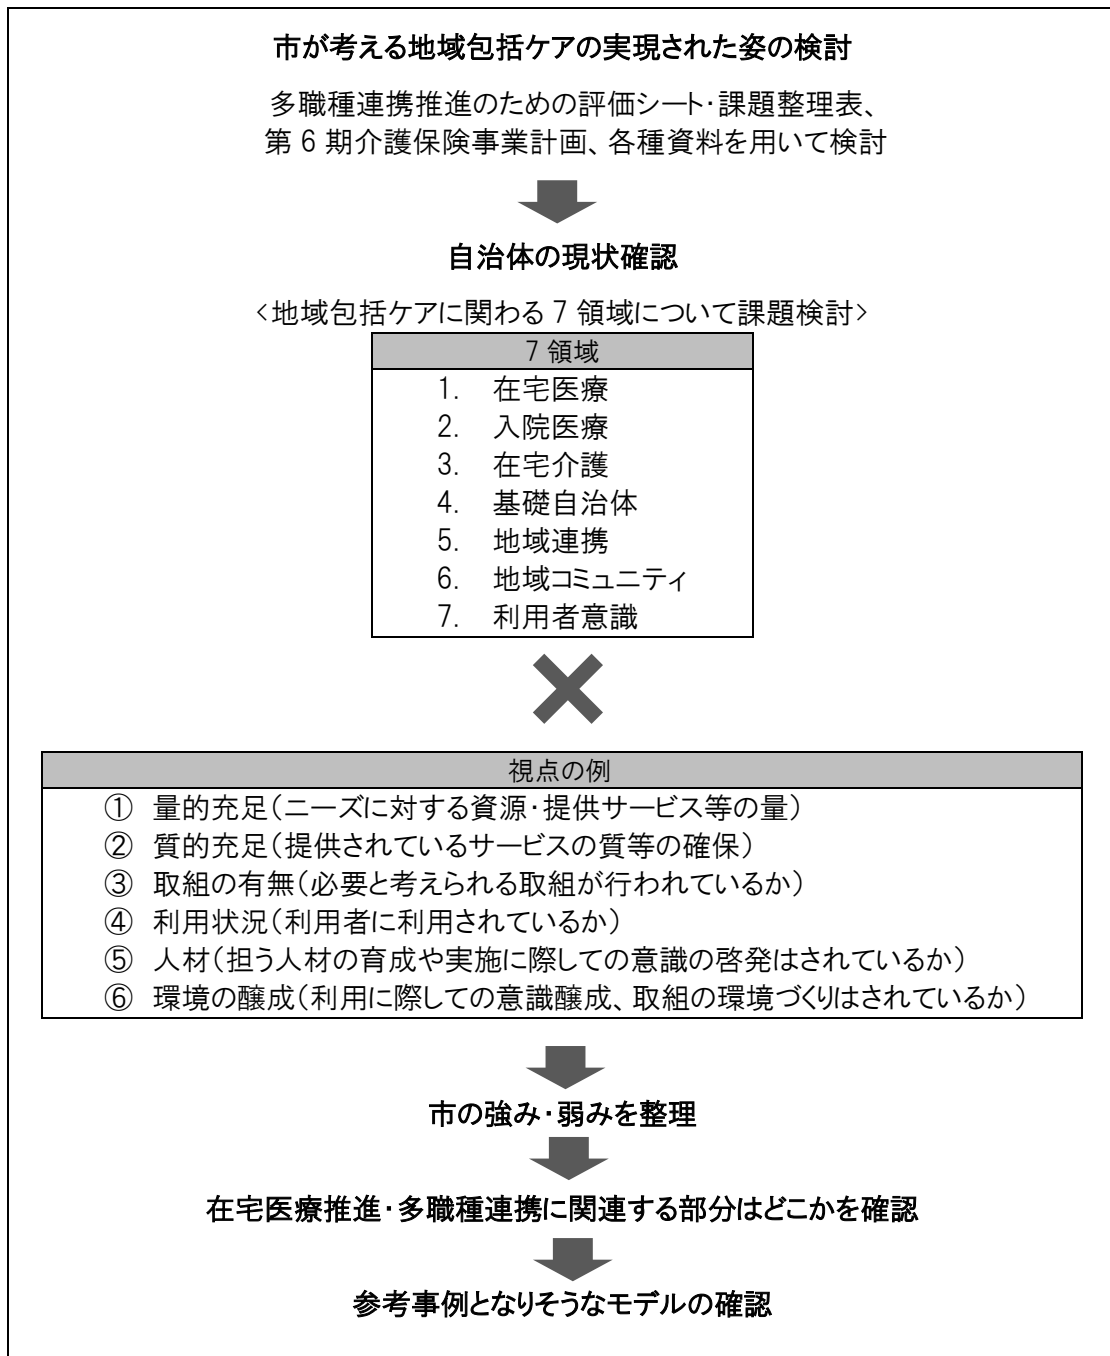 市が考える地域包括ケアの実現された姿の検討
多職種連携推進のための評価シート・課題整理表、
第6期介護保険事業計画、各種資料を用いて検討
自治体の現状確認
<地域包括ケアに関わる7領域について課題検討>
7領域
1. 在宅医療
2. 入院医療
3. 在宅介護
4. 基礎自治体
5. 地域連携
6. 地域コミュニティ
7. 利用者意識
視点の例
① 量的充足(ニーズに対する資源・提供サービス等の量)
② 質的充足(提供されているサービスの質等の確保)
③ 取組の有無(必要と考えられる取組が行われているか)
④ 利用状況(利用者に利用されているか)
⑤ 人材(担う人材の育成や実施に際しての意識の啓発はされているか)
⑥ 環境の醸成(利用に際しての意識醸成、取組の環境づくりはされているか)
市の強み・弱みを整理
在宅医療推進・多職種連携に関連する部分はどこかを確認
参考事例となりそうなモデルの確認